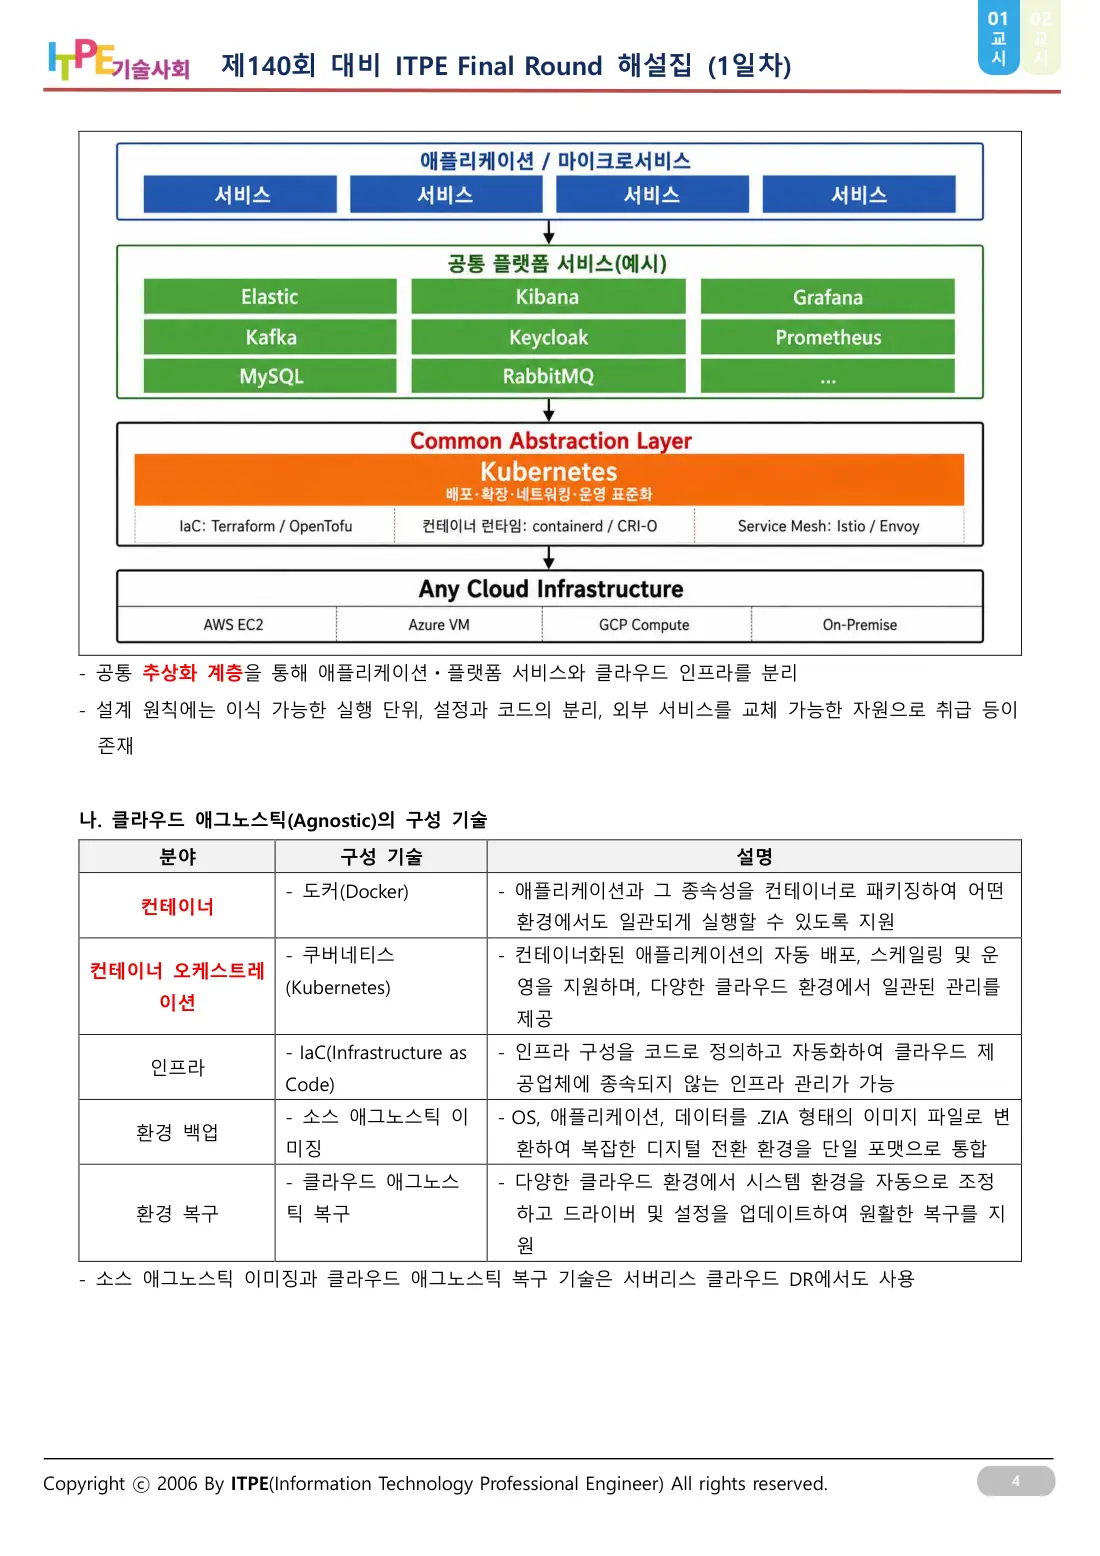 01
교
시
02
교
시
ITPE기술사회
제140회 대비 ITPE Final Round 해설집 (1일차)
애플리케이션 / 마이크로서비스
서비스 서비스 서비스 서비스
공통 플랫폼 서비스(예시)
Elastic Kibana Grafana
Kafka Keycloak Prometheus
MySQL RabbitMQ ...
Common Abstraction Layer
Kubernetes
배포·확장·네트워킹·운영 표준화
IaC: Terraform / OpenTofu 컨테이너 런타임: containerd / CRI-O Service Mesh: Istio / Envoy
Any Cloud Infrastructure
AWS EC2 Azure VM GCP Compute On-Premise
- 공통 추상화 계층을 통해 애플리케이션・플랫폼 서비스와 클라우드 인프라를 분리
- 설계 원칙에는 이식 가능한 실행 단위, 설정과 코드의 분리, 외부 서비스를 교체 가능한 자원으로 취급 등이
존재
나. 클라우드 애그노스틱(Agnostic)의 구성 기술
분야 구성 기술 설명
컨테이너
- 도커(Docker)
- 애플리케이션과 그 종속성을 컨테이너로 패키징하여 어떤
환경에서도 일관되게 실행할 수 있도록 지원
컨테이너 오케스트레
이션
- 쿠버네티스
(Kubernetes)
- 컨테이너화된 애플리케이션의 자동 배포, 스케일링 및 운
영을 지원하며, 다양한 클라우드 환경에서 일관된 관리를
제공
인프라
- IaC(Infrastructure as
Code)
- 인프라 구성을 코드로 정의하고 자동화하여 클라우드 제
공업체에 종속되지 않는 인프라 관리가 가능
환경 백업
- 소스 애그노스틱 이
미징
- OS, 애플리케이션, 데이터를 .ZIA 형태의 이미지 파일로 변
환하여 복잡한 디지털 전환 환경을 단일 포맷으로 통합
환경 복구
- 클라우드 애그노스
틱 복구
- 다양한 클라우드 환경에서 시스템 환경을 자동으로 조정
하고 드라이버 및 설정을 업데이트하여 원활한 복구를 지
원
- 소스 애그노스틱 이미징과 클라우드 애그노스틱 복구 기술은 서버리스 클라우드 DR에서도 사용
Copyright ⓒ 2006 By ITPE(Information Technology Professional Engineer) All rights reserved.
4